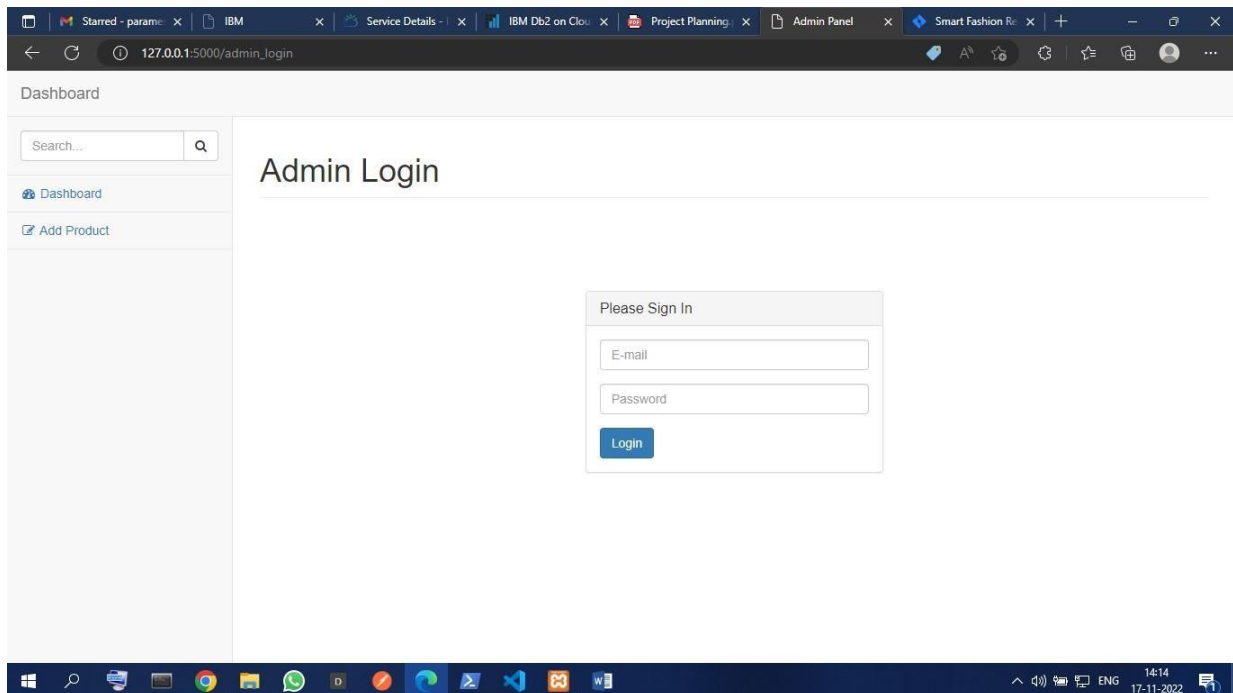 Starred - parame
IBM
Service Details - I
IBM Db2 on Clou
Project Planning.
Admin Panel
Smart Fashion Re
127.0.0.1:5000/admin_login
Dashboard
Search...
Dashboard
Add Product
Admin Login
Please Sign In
E-mail
Password
Login
ENG
14:14
17-11-2022